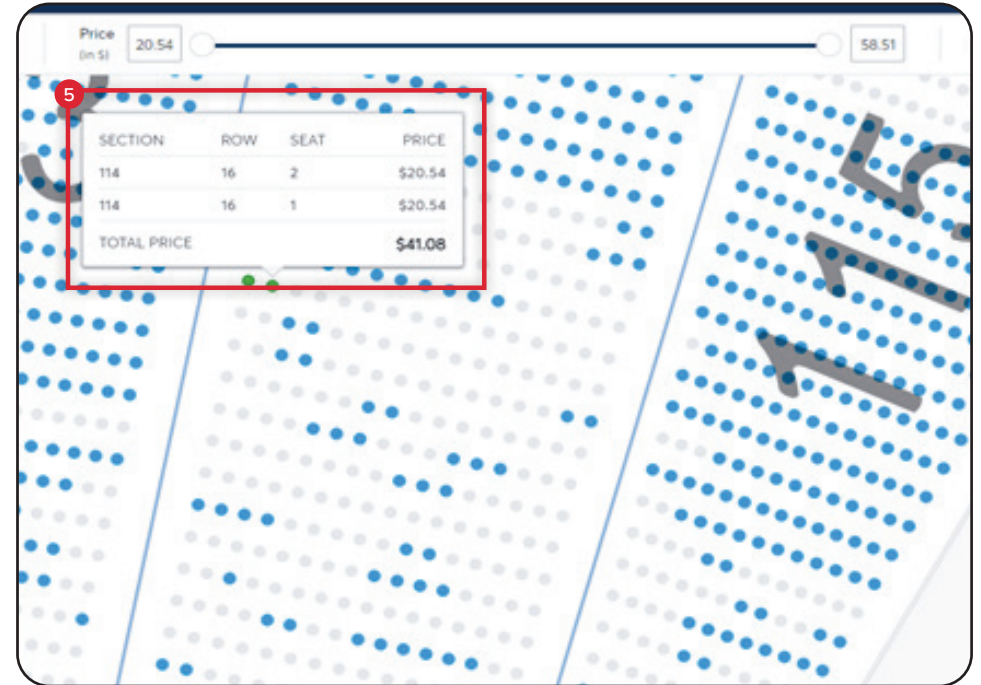 Price
(in $)
20.54
58.51
5
SECTION ROW SEAT PRICE
114 16 2 $20.54
114 16 1 $20.54
TOTAL PRICE $41.08
115